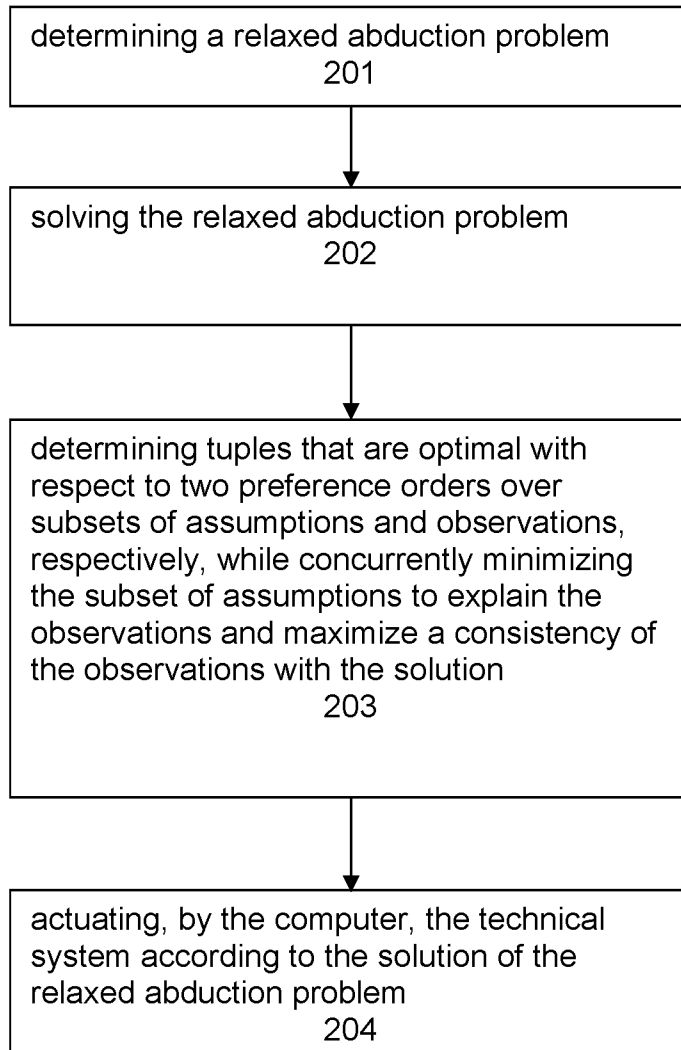 determining a relaxed abduction problem
201
solving the relaxed abduction problem
202
determining tuples that are optimal with
respect to two preference orders over
subsets of assumptions and observations,
respectively, while concurrently minimizing
the subset of assumptions to explain the
observations and maximize a consistency of
the observations with the solution
203
actuating, by the computer, the technical
system according to the solution of the
relaxed abduction problem
204